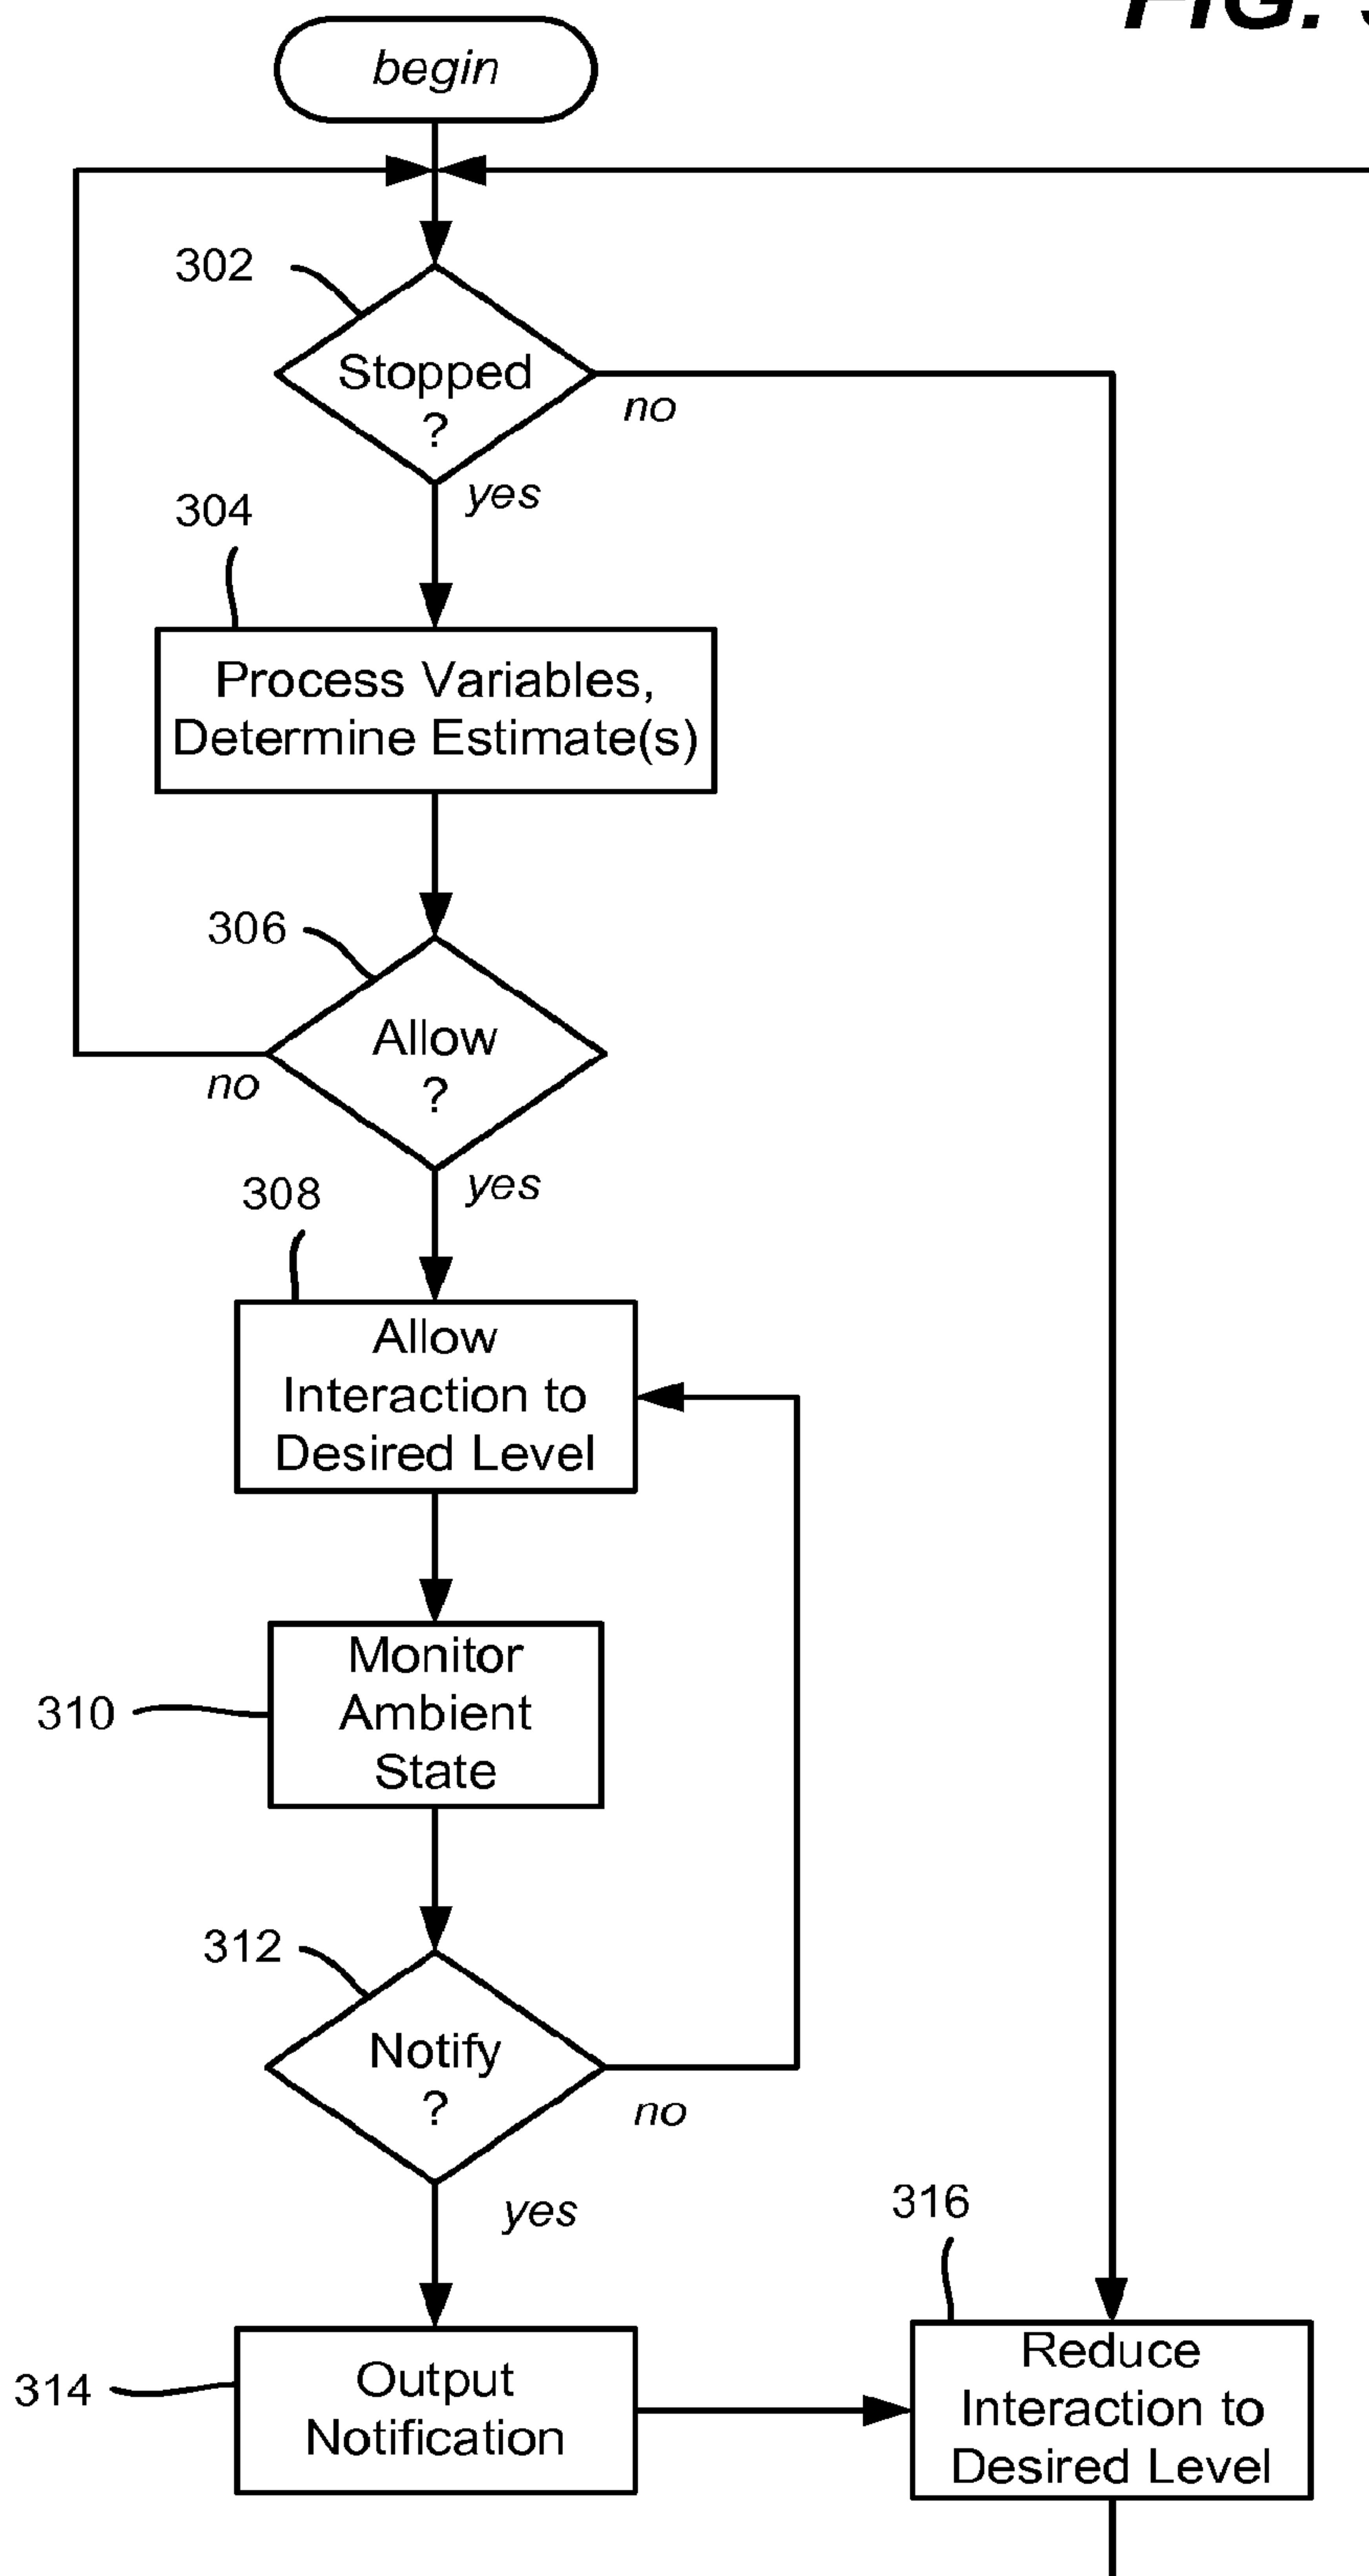 FIG.
begin
302
Stopped
?
no
yes
304
Process Variables,
Determine Estimate(s)
306
Allow
?
no
yes
308
Allow
Interaction to
Desired Level
Monitor
Ambient
State
310
312
Notify
?
no
yes
316
314
Output
Notification
Reduce
Interaction to
Desired Level